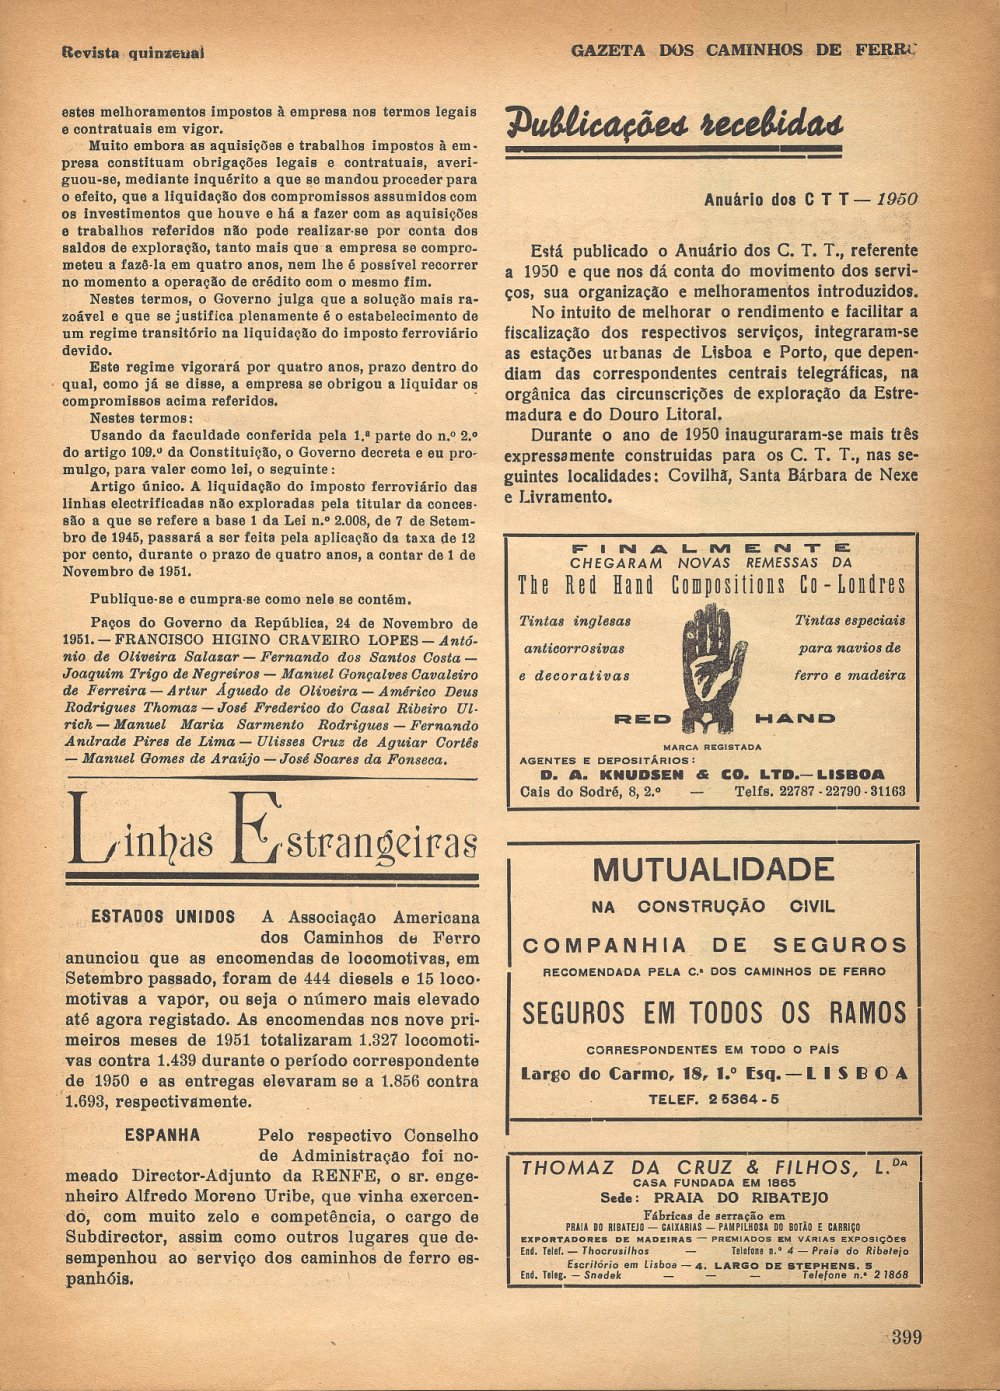 Revista quinzenal
GAZETA DOS CAMINHOS DE FERRO
estes melhoramentos impostos à empresa nos termos legais
e contratuais em vigor.
Muito embora as aquisições e trabalhos impostos à em-
presa constituam obrigações legais e contratuais, averi-
guou-se, mediante inquérito a que se mandou proceder para
o efeito, que a liquidação dos compromissos assumidos com
os investimentos que houve e há a fazer com as aquisições
e trabalhos referidos não pode realizar-se por conta dos
saldos de exploração, tanto mais que a empresa se compro-
meteu a fazê-la em quatro anos, nem lhe é possível recorrer
no momento a operação de crédito com o mesmo fim.
Nestes termos, o Governo julga que a solução mais ra-
zoável e que se justifica plenamente é o estabelecimento de
um regime transitório na liquidação do imposto ferroviário
devido.
Este regime vigorará por quatro anos, prazo dentro do
qual, como já se disse, a empresa se obrigou a liquidar os
compromissos acima referidos.
Nestes termos:
Usando da faculdade conferida pela 1.ª parte do n.º 2.º
do artigo 109.º da Constituição, o Governo decreta e eu pro-
mulgo, para valer como lei, o seguinte:
Artigo único. A liquidação do imposto ferroviário das
linhas electrificadas não exploradas pela titular da conces-
são a que se refere a base 1 da Lei n.º 2.008, de 7 de Setem-
bro de 1945, passará a ser feita pela aplicação da taxa de 12
por cento, durante o prazo de quatro anos, a contar de 1 de
Novembro de 1951.
Publique-se e cumpra-se como nele se contém.
Paços do Governo da República, 24 de Novembro de
1951. — FRANCISCO HIGINO CRAVEIRO LOPES — Antó-
nio de Oliveira Salazar — Fernando dos Santos Costa —
Joaquim Trigo de Negreiros — Manuel Gonçalves Cavaleiro
de Ferreira — Artur Águedo de Oliveira — Américo Deus
Rodrigues Thomaz — José Frederico do Casal Ribeiro Ul-
rich — Manuel Maria Sarmento Rodrigues — Fernando
Andrade Pires de Lima — Ulisses Cruz de Aguiar Cortês
— Manuel Gomes de Araújo — José Soares da Fonseca.
Linhas Estrangeiras
ESTADOS UNIDOS A Associação Americana
dos Caminhos de Ferro
anunciou que as encomendas de locomotivas, em
Setembro passado, foram de 444 diesels e 15 loco-
motivas a vapor, ou seja o número mais elevado
até agora registado. As encomendas nos nove pri-
meiros meses de 1951 totalizaram 1.327 locomoti-
vas contra 1.439 durante o período correspondente
de 1950 e as entregas elevaram se a 1.856 contra
1.693, respectivamente.
ESPANHA Pelo respectivo Conselho
de Administração foi no-
meado Director-Adjunto da RENFE, o sr. enge-
nheiro Alfredo Moreno Uribe, que vinha exercen-
do, com muito zelo e competência, o cargo de
Subdirector, assim como outros lugares que de-
sempenhou ao serviço dos caminhos de ferro es-
panhóis.
Publicações recebidas
Anuário dos C T T — 1950
Está publicado o Anuário dos C. T. T., referente
a 1950 e que nos dá conta do movimento dos servi-
ços, sua organização e melhoramentos introduzidos.
No intuito de melhorar o rendimento e facilitar a
fiscalização dos respectivos serviços, integraram-se
as estações urbanas de Lisboa e Porto, que depen-
diam das correspondentes centrais telegráficas, na
orgânica das circunscrições de exploração da Estre-
madura e do Douro Litoral.
Durante o ano de 1950 inauguraram-se mais três
expressamente construidas para os C. T. T., nas se-
guintes localidades: Covilhã, Santa Bárbara de Nexe
e Livramento.
FINALMENTE
CHEGARAM NOVAS REMESSAS DA
The Red Hand Compositions Co - Londres
Tintas inglesas
anticorrosivas
e decorativas
Tintas especiais
para navios de
ferro e madeira
RED HAND
MARCA REGISTADA
AGENTES E DEPOSITÁRIOS:
D. A. KNUDSEN & CO. LTD. — LISBOA
Cais do Sodré, 8, 2.º — Telfs. 22787 - 22790 - 31163
MUTUALIDADE
NA CONSTRUÇÃO CIVIL
COMPANHIA DE SEGUROS
RECOMENDADA PELA C.ª DOS CAMINHOS DE FERRO
SEGUROS EM TODOS OS RAMOS
CORRESPONDENTES EM TODO O PAÍS
Largo do Carmo, 18, 1.º Esq. — LISBOA
TELEF. 25364-5
THOMAZ DA CRUZ & FILHOS, L.DA
CASA FUNDADA EM 1865
Sede: PRAIA DO RIBATEJO
Fábricas de serração em
PRAIA DO RIBATEJO — CAIXARIAS — PAMPILHOSA DO BOTÃO E CARRIÇO
EXPORTADORES DE MADEIRAS — PREMIADOS EM VÁRIAS EXPOSIÇÕES
End. Telef. — Thocrusilhos — Telefone n.º 4 — Praia do Ribatejo
Escritório em Lisboa — 4, LARGO DE STEPHENS, 5
End. Teleg. — Snadek — — — Telefone n.º 21868
399